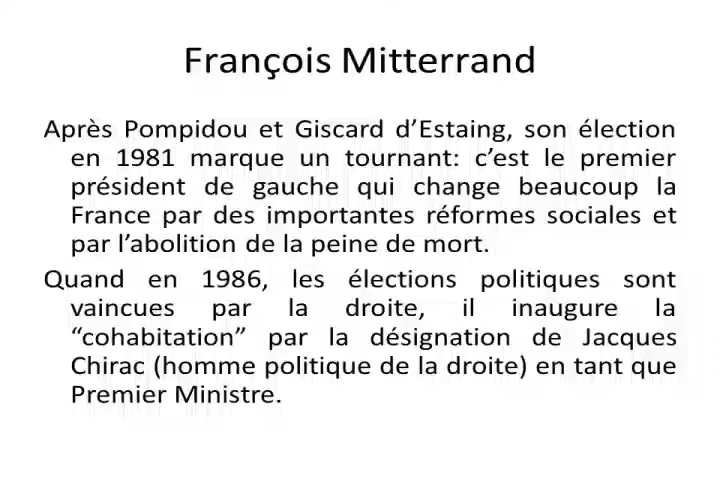 François Mitterrand
Après Pompidou et Giscard d’Estaing, son élection
en 1981 marque un tournant: c’est le premier
président de gauche qui change beaucoup la
France par des importantes réformes sociales et
par l’abolition de la peine de mort.
Quand en 1986, les élections politiques sont
vaincues par la droite, il inaugure la
“cohabitation” par la désignation de Jacques
Chirac (homme politique de la droite) en tant que
Premier Ministre.